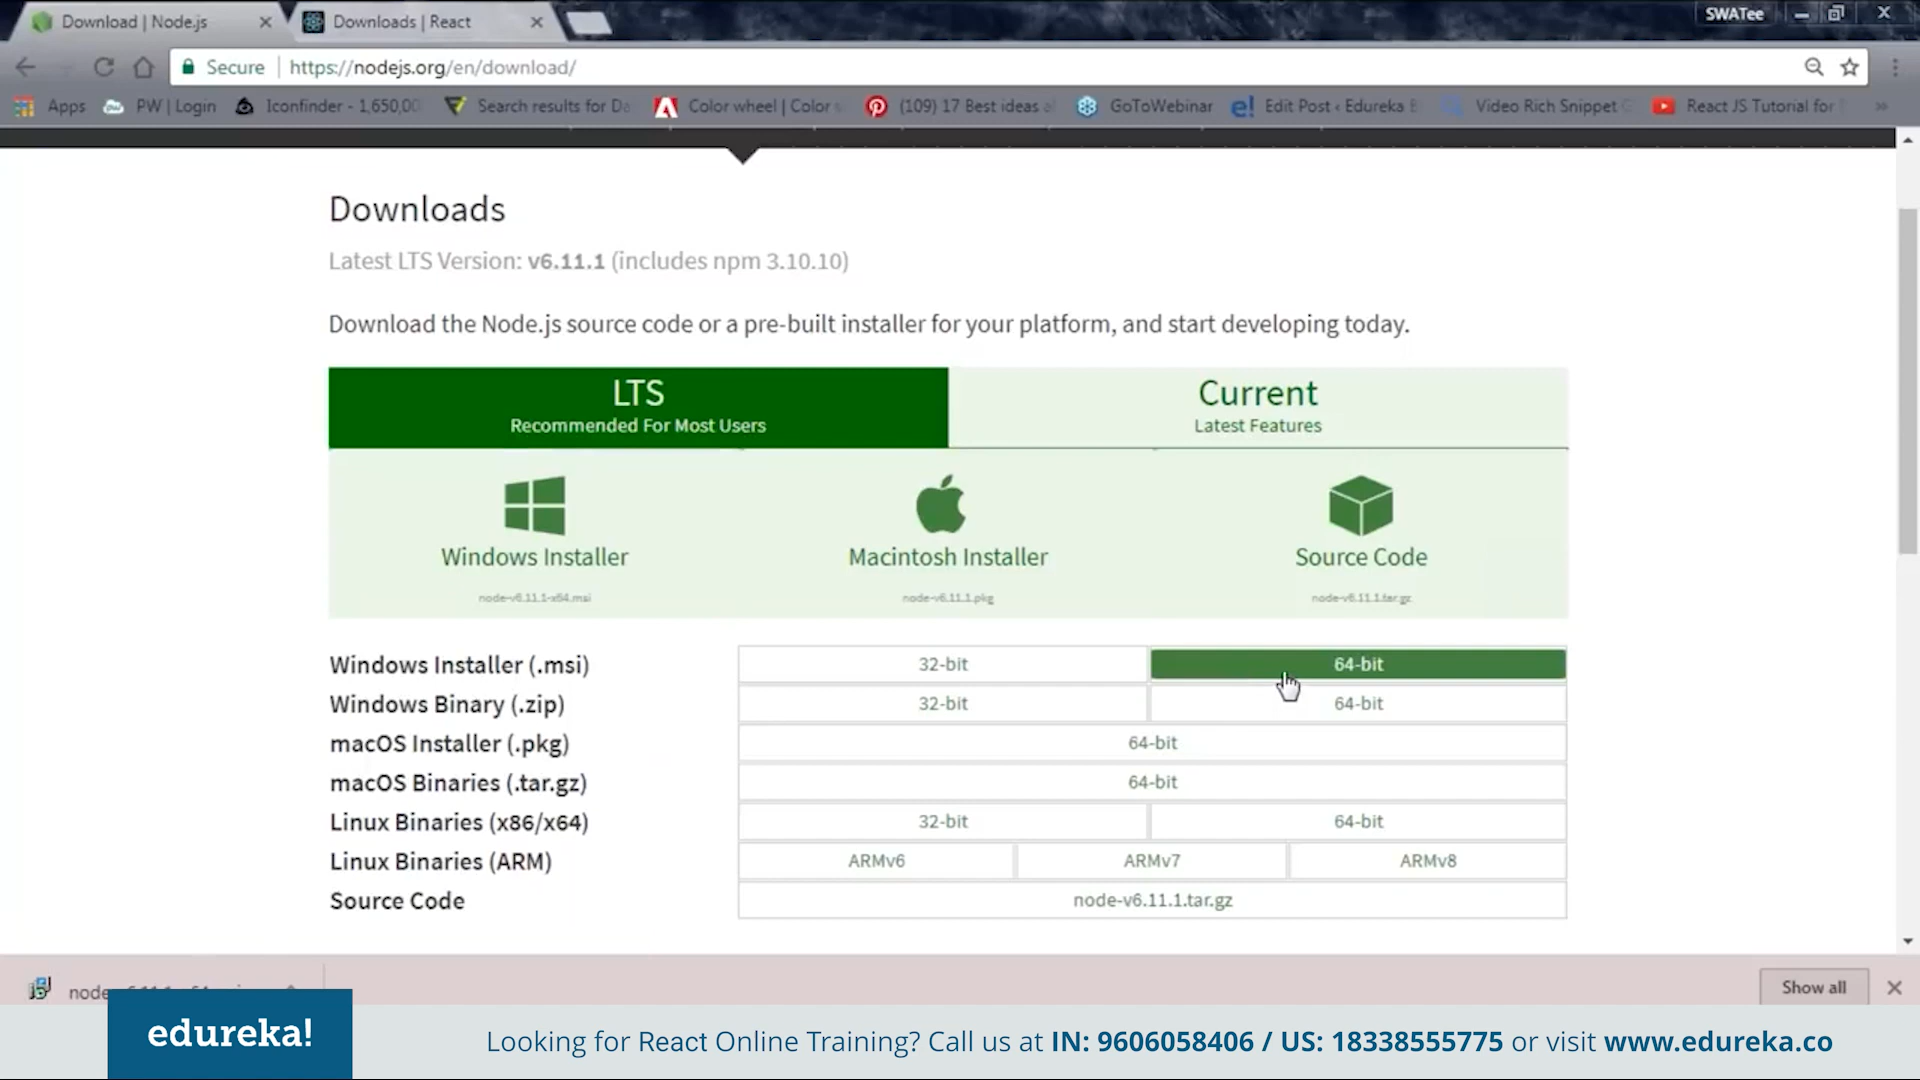 Download | Node.js
Downloads | React
SWATee
Secure
https://nodejs.org/en/download/
Apps
PW | Login
Iconfinder - 1,650,00
Search results for Da
Color wheel | Color
(109) 17 Best ideas a
GoToWebinar
Edit Post ‹ Edureka B
Video Rich Snippet
React JS Tutorial for
Downloads
Latest LTS Version: v6.11.1 (includes npm 3.10.10)
Download the Node.js source code or a pre-built installer for your platform, and start developing today.
LTS
Recommended For Most Users
Current
Latest Features
Windows Installer
node-v6.11.1-x64.msi
Macintosh Installer
node-v6.11.1.pkg
Source Code
node-v6.11.1.tar.gz
Windows Installer (.msi) 32-bit 64-bit
Windows Binary (.zip) 32-bit 64-bit
macOS Installer (.pkg) 64-bit
macOS Binaries (.tar.gz) 64-bit
Linux Binaries (x86/x64) 32-bit 64-bit
Linux Binaries (ARM) ARMv6 ARMv7 ARMv8
Source Code node-v6.11.1.tar.gz
Show all
edureka!
Looking for React Online Training? Call us at IN: 9606058406 / US: 18338555775 or visit www.edureka.co